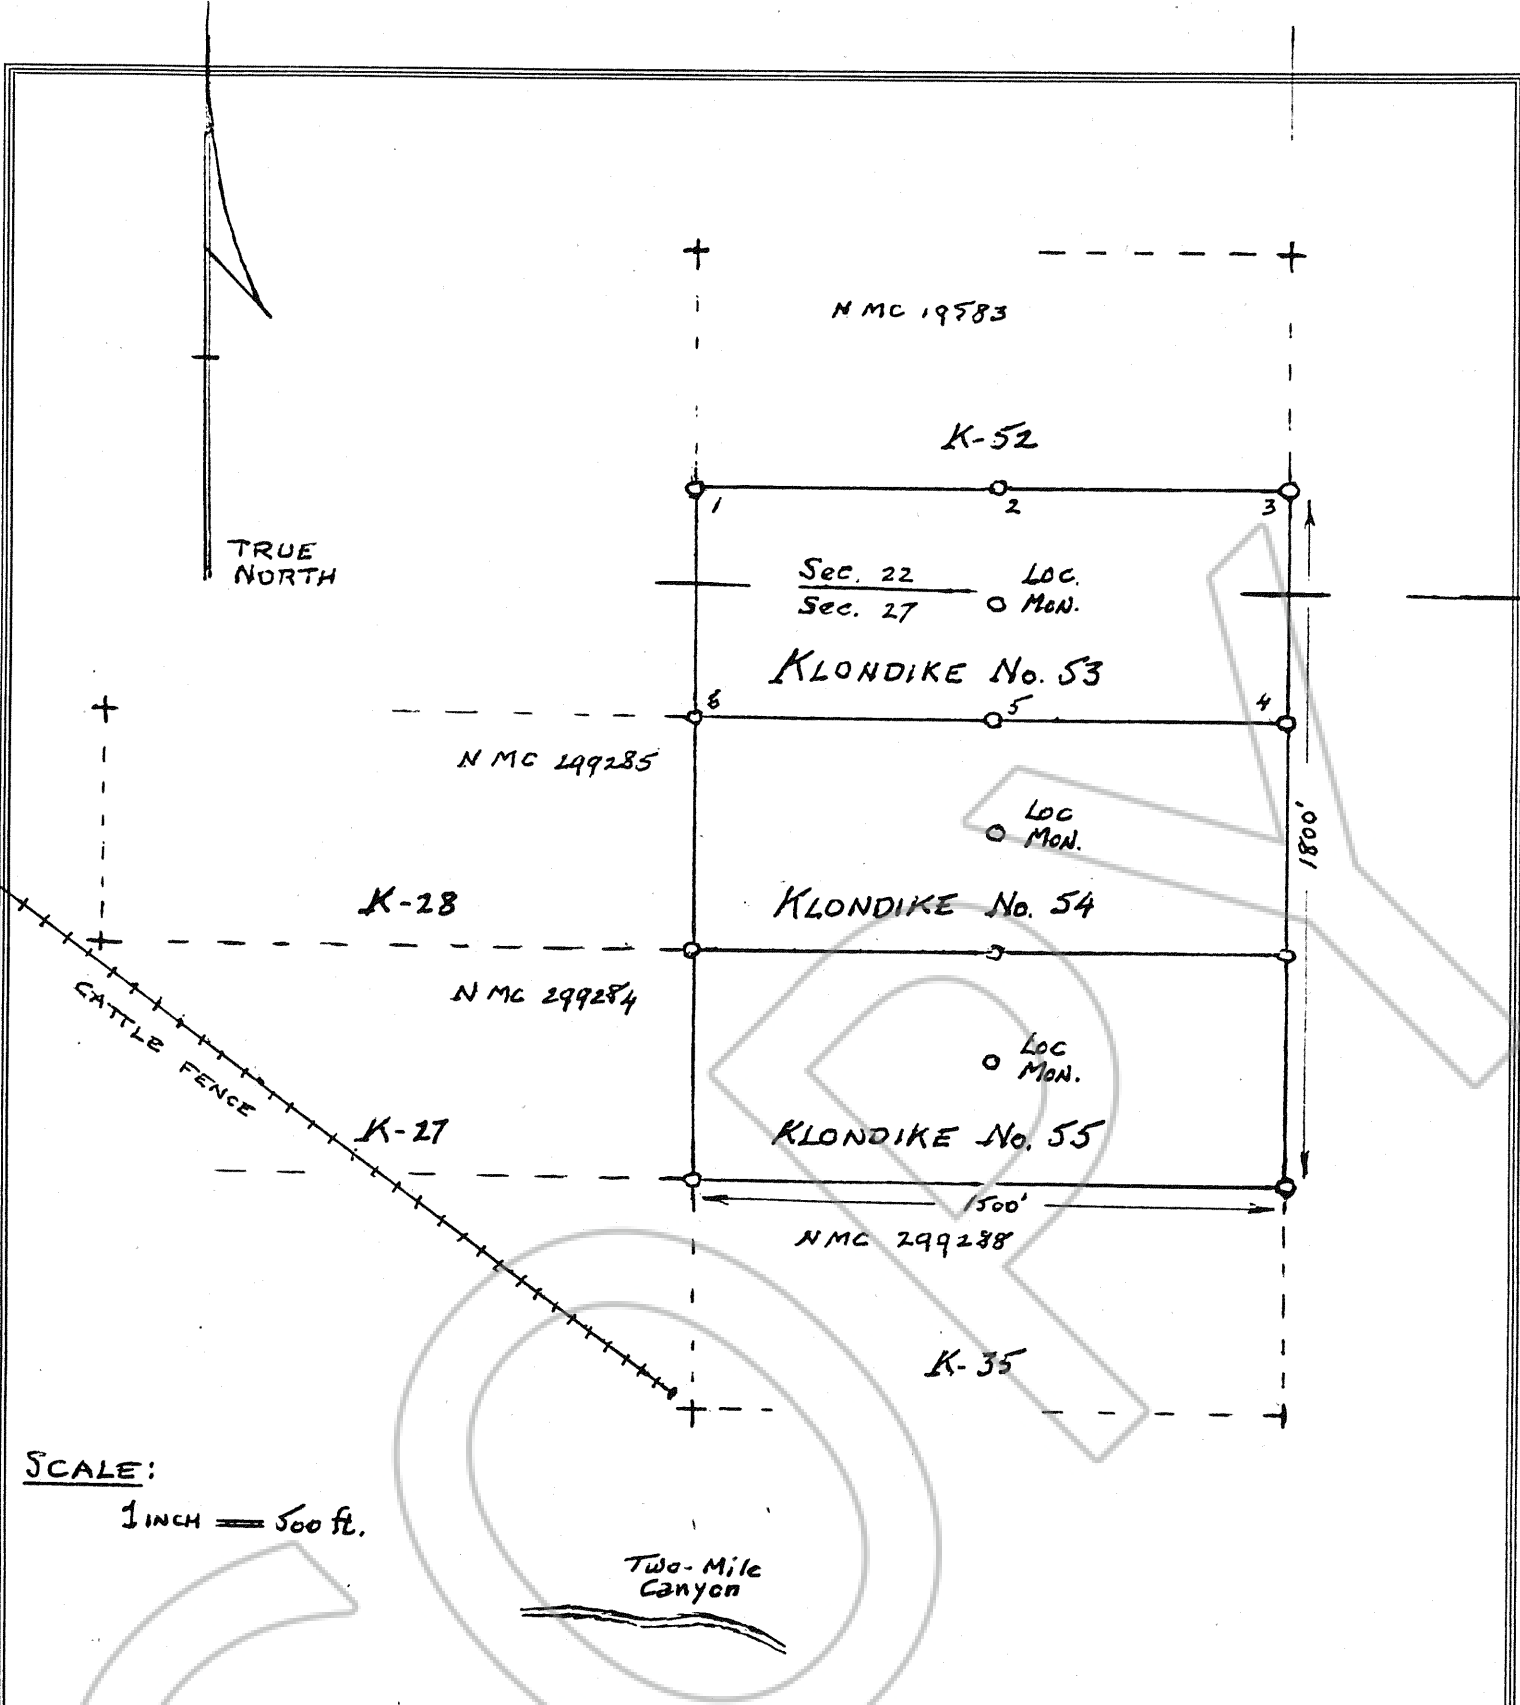 NMC 19583
K-52
1
2
3
TRUE
NORTH
Sec. 22
Sec. 27
LOC.
MON.
KLONDIKE No. 53
6
5
4
NMC 299285
LOC
MON.
1800'
K-28
KLONDIKE No. 54
NMC 299284
CATTLE FENCE
LOC
MON.
K-27
KLONDIKE No. 55
1500'
NMC 299288
K-35
SCALE:
1 INCH = 500 ft.
Two-Mile
Canyon
COPY